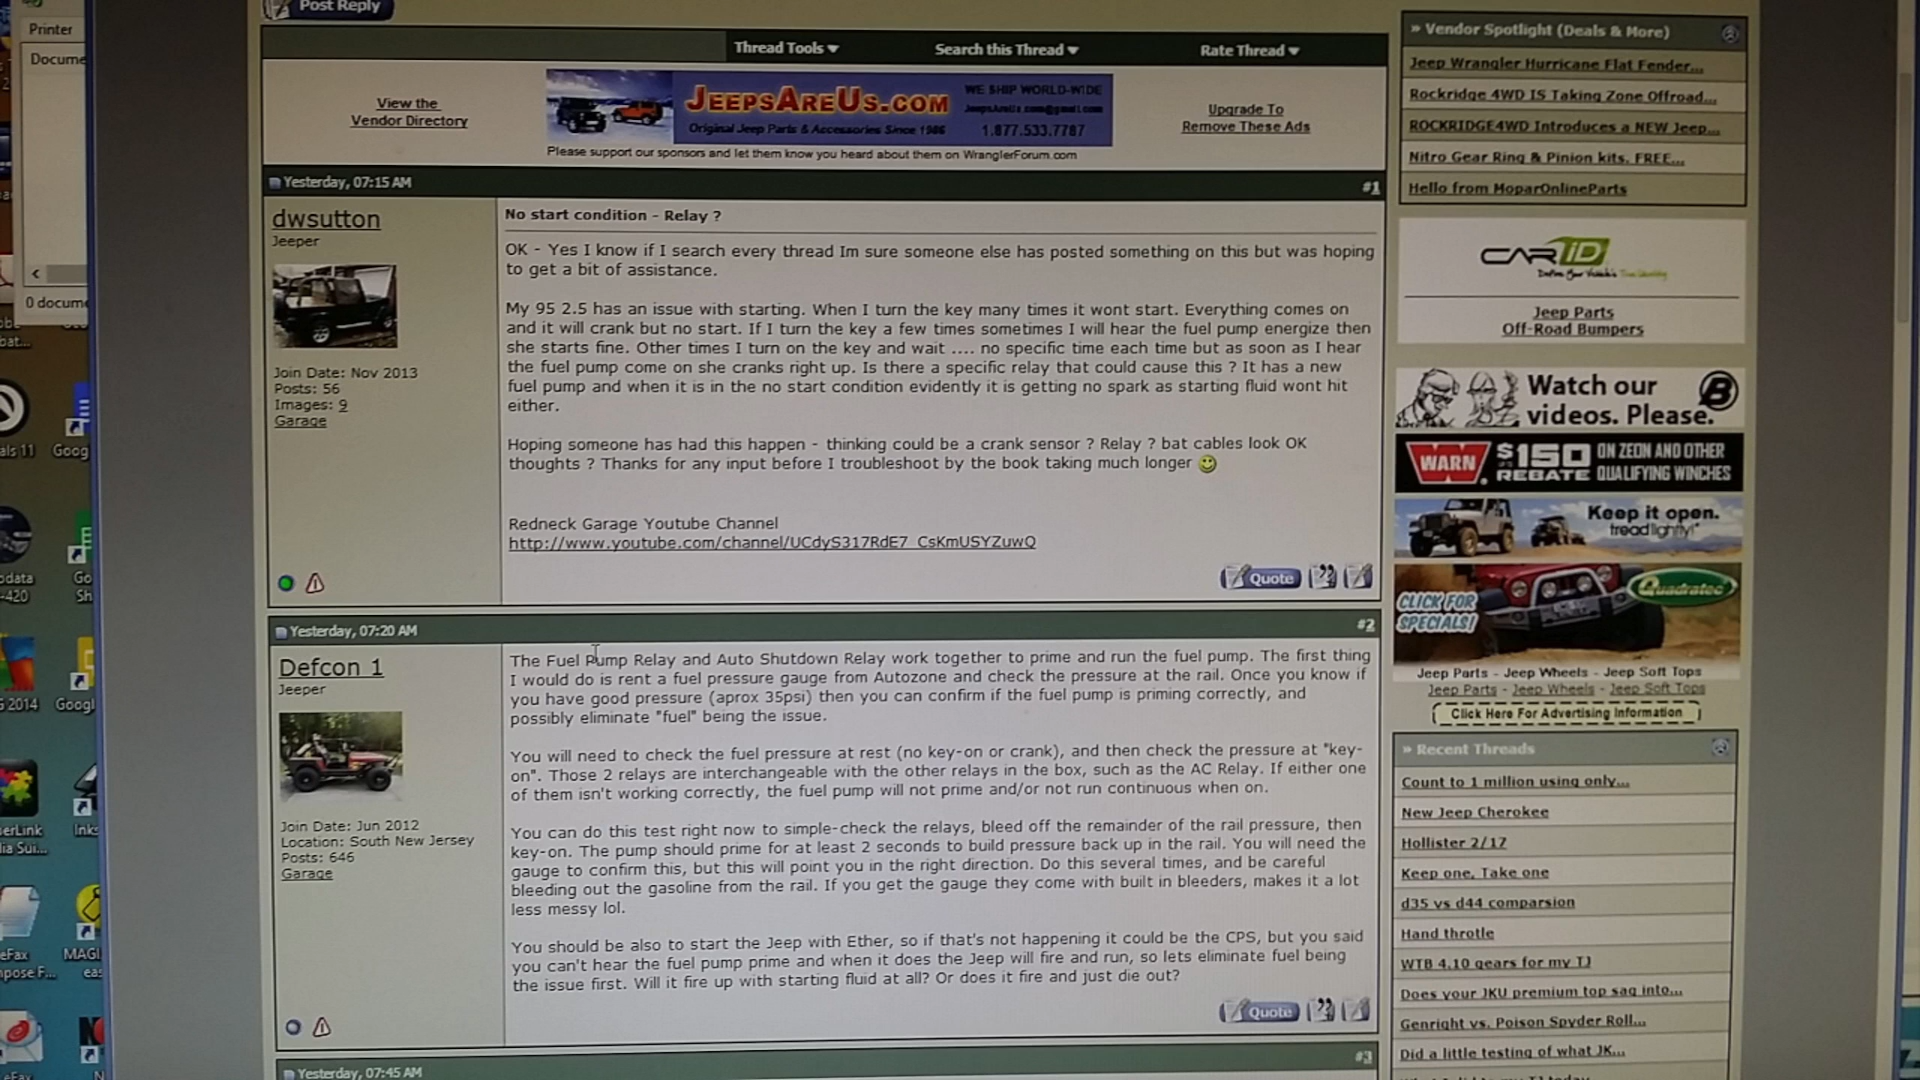 Post Reply
Printer
Docume
0 docume
Thread Tools
Search this Thread
Rate Thread
View the
Vendor Directory
JEEPSAREUS.COM
Original Jeep Parts & Accessories Since 1986
WE SHIP WORLD-WIDE
1.877.533.7787
Upgrade To
Remove These Ads
Please support our sponsors and let them know you heard about them on WranglerForum.com
Yesterday, 07:15 AM
#1
dwsutton
Jeeper
Join Date: Nov 2013
Posts: 56
Images: 9
Garage
No start condition - Relay ?
OK - Yes I know if I search every thread Im sure someone else has posted something on this but was hoping
to get a bit of assistance.
My 95 2.5 has an issue with starting. When I turn the key many times it wont start. Everything comes on
and it will crank but no start. If I turn the key a few times sometimes I will hear the fuel pump energize then
she starts fine. Other times I turn on the key and wait .... no specific time each time but as soon as I hear
the fuel pump come on she cranks right up. Is there a specific relay that could cause this ? It has a new
fuel pump and when it is in the no start condition evidently it is getting no spark as starting fluid wont hit
either.
Hoping someone has had this happen - thinking could be a crank sensor ? Relay ? bat cables look OK
thoughts ? Thanks for any input before I troubleshoot by the book taking much longer
Redneck Garage Youtube Channel
http://www.youtube.com/channel/UCdyS317RdE7_CsKmUSYZuwQ
Quote
Yesterday, 07:20 AM
#2
Defcon 1
Jeeper
Join Date: Jun 2012
Location: South New Jersey
Posts: 646
Garage
The Fuel Pump Relay and Auto Shutdown Relay work together to prime and run the fuel pump. The first thing
I would do is rent a fuel pressure gauge from Autozone and check the pressure at the rail. Once you know if
you have good pressure (aprox 35psi) then you can confirm if the fuel pump is priming correctly, and
possibly eliminate "fuel" being the issue.
You will need to check the fuel pressure at rest (no key-on or crank), and then check the pressure at "key-
on". Those 2 relays are interchangeable with the other relays in the box, such as the AC Relay. If either one
of them isn't working correctly, the fuel pump will not prime and/or not run continuous when on.
You can do this test right now to simple-check the relays, bleed off the remainder of the rail pressure, then
key-on. The pump should prime for at least 2 seconds to build pressure back up in the rail. You will need the
gauge to confirm this, but this will point you in the right direction. Do this several times, and be careful
bleeding out the gasoline from the rail. If you get the gauge they come with built in bleeders, makes it a lot
less messy lol.
You should be also to start the Jeep with Ether, so if that's not happening it could be the CPS, but you said
you can't hear the fuel pump prime and when it does the Jeep will fire and run, so lets eliminate fuel being
the issue first. Will it fire up with starting fluid at all? Or does it fire and just die out?
Quote
Yesterday, 07:45 AM
#3
» Vendor Spotlight (Deals & More)
Jeep Wrangler Hurricane Flat Fender...
Rockridge 4WD IS Taking Zone Offroad...
ROCKRIDGE4WD Introduces a NEW Jeep...
Nitro Gear Ring & Pinion kits. FREE...
Hello from MoparOnlineParts
CARiD
Define Your Vehicle's True Identity
Jeep Parts
Off-Road Bumpers
Watch our
videos. Please.
B
WARN
$150
REBATE
ON ZEON AND OTHER
QUALIFYING WINCHES
Keep it open.
treadlightly!
CLICK FOR
SPECIALS!
Quadratec
Jeep Parts - Jeep Wheels - Jeep Soft Tops
Jeep Parts - Jeep Wheels - Jeep Soft Tops
Click Here For Advertising Information
» Recent Threads
Count to 1 million using only...
New Jeep Cherokee
Hollister 2/17
Keep one, Take one
d35 vs d44 comparsion
Hand throtle
WTB 4.10 gears for my TJ
Does your JKU premium top sag into...
Genright vs. Poison Spyder Roll...
Did a little testing of what JK...
als 11
Goog
odata
-420
Go
Sh
2014
Googl
erLink
dia Sui...
Inks
eFax
mpose F...
MAGI
eas